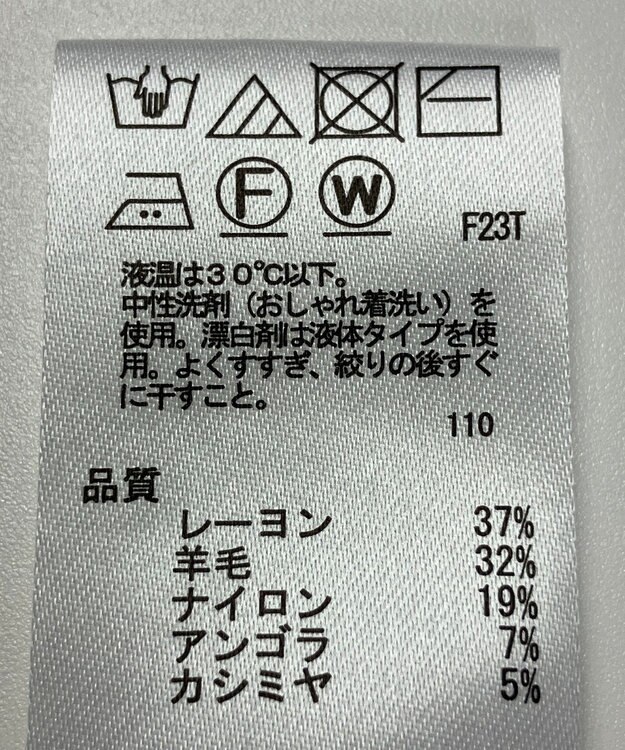 F W
F23T
液温は３０℃以下。
中性洗剤（おしゃれ着洗い）を
使用。漂白剤は液体タイプを使
用。よくすすぎ、絞りの後すぐ
に干すこと。
110
品質
レーヨン 37%
羊毛 32%
ナイロン 19%
アンゴラ 7%
カシミヤ 5%